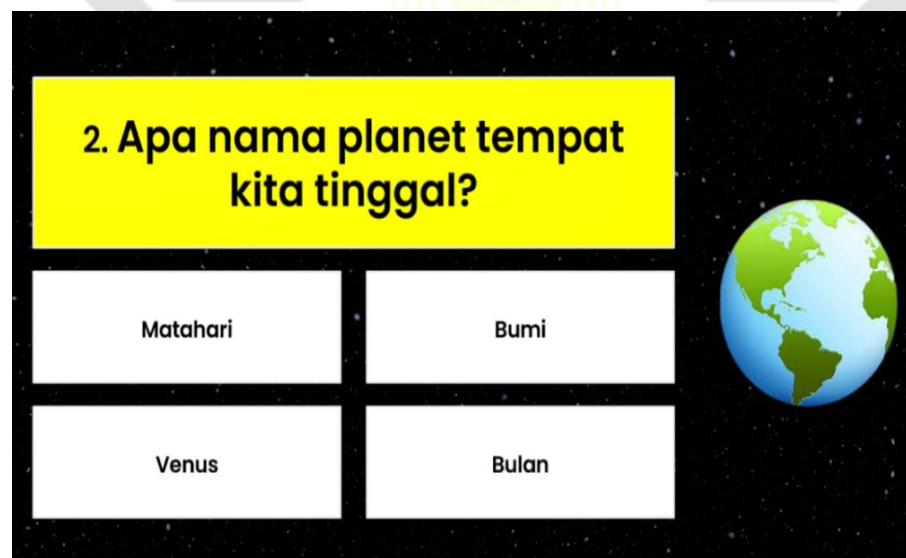 2. Apa nama planet tempat
kita tinggal?
Matahari
Bumi
Venus
Bulan